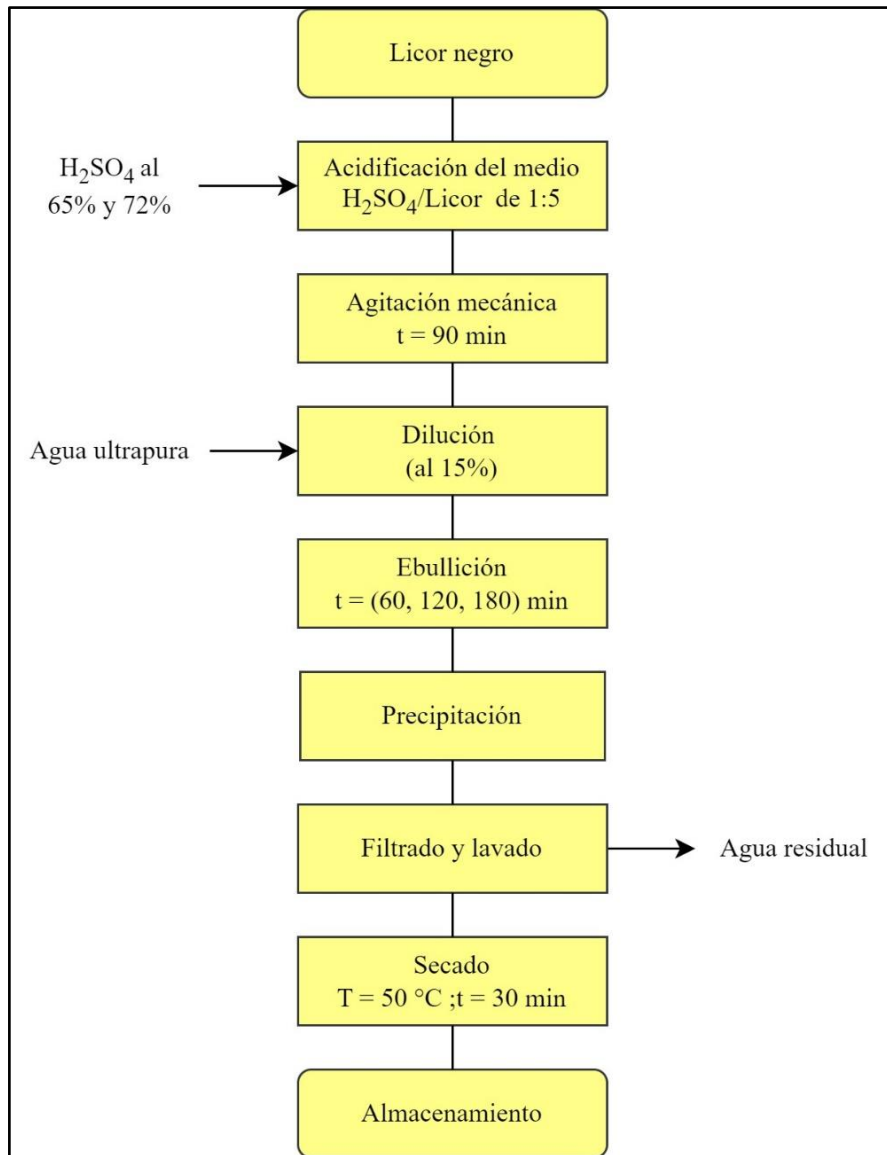 Licor negro
H₂SO₄ al
65% y 72%
Acidificación del medio
H₂SO₄/Licor de 1:5
Agitación mecánica
t = 90 min
Agua ultrapura
Dilución
(al 15%)
Ebullición
t = (60, 120, 180) min
Precipitación
Filtrado y lavado
Agua residual
Secado
T = 50 °C ;t = 30 min
Almacenamiento